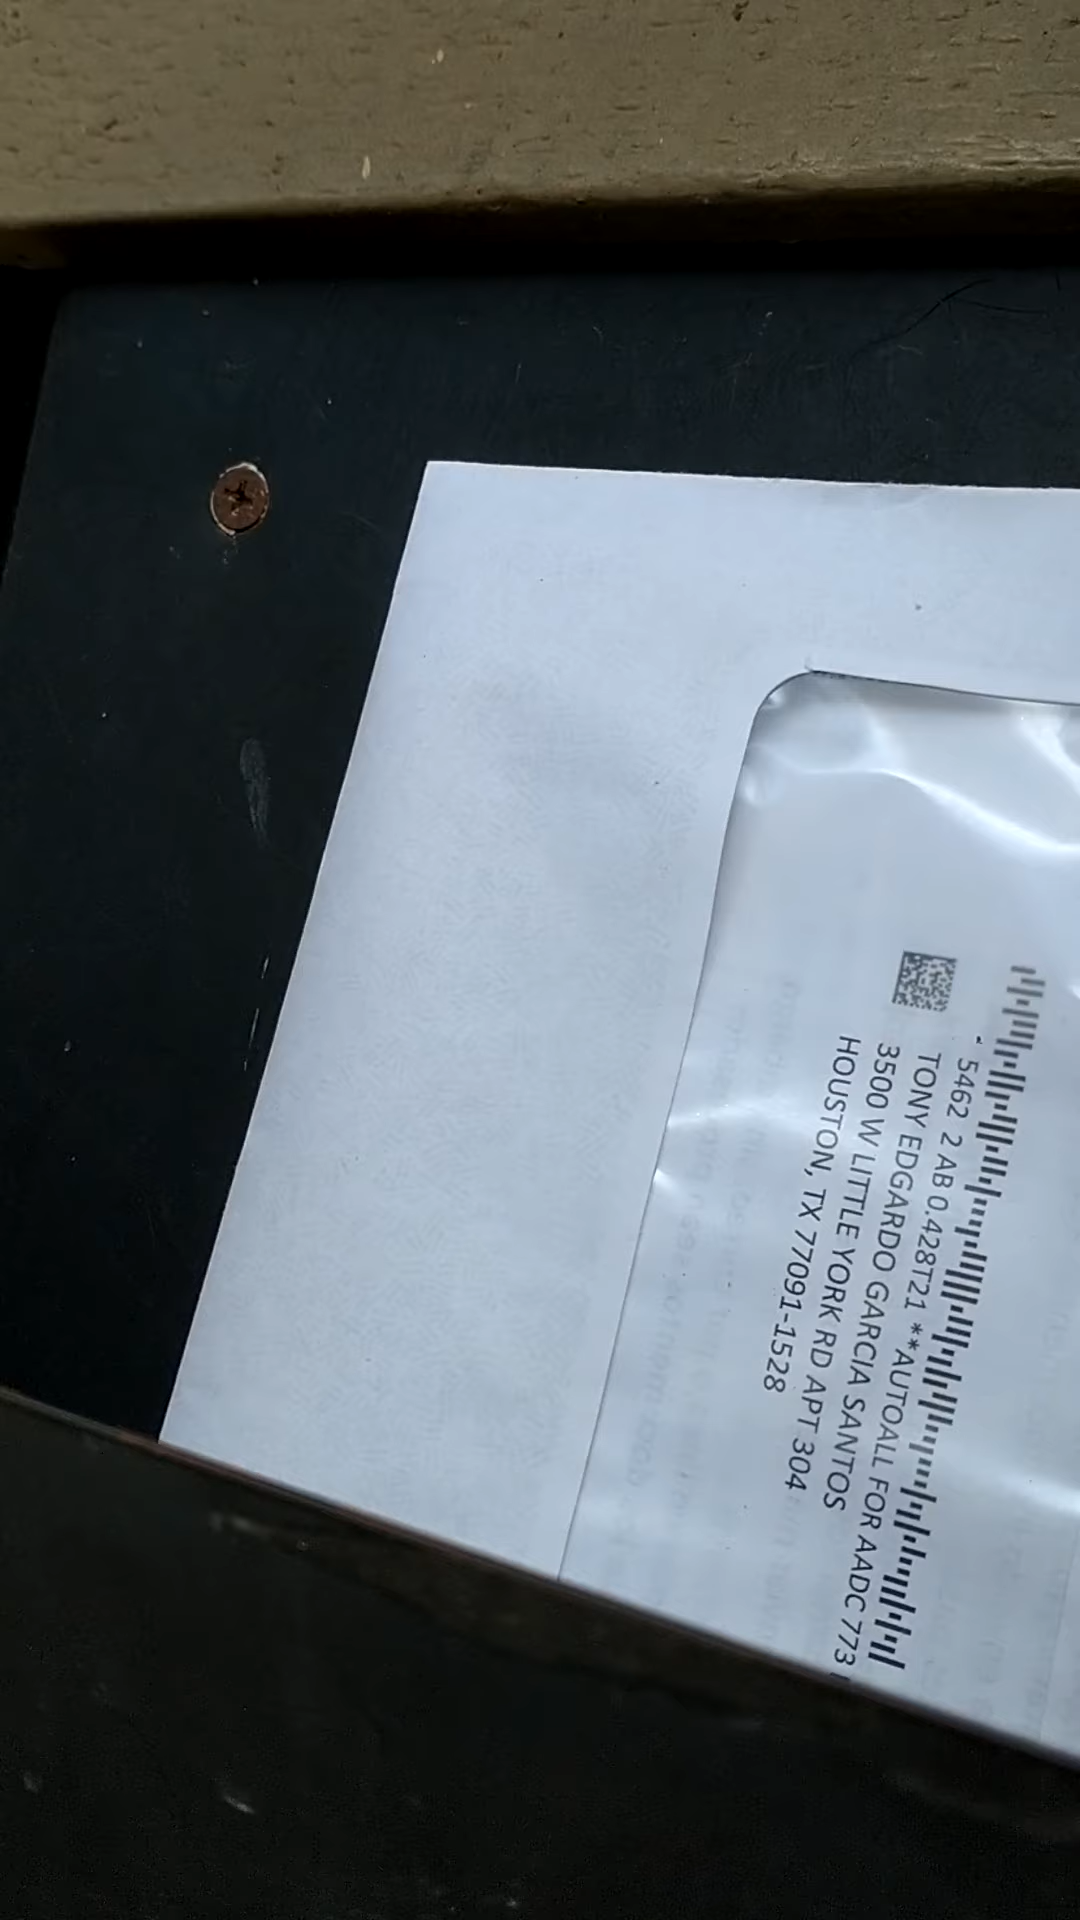 5462 2 AB 0.428T21 **AUTOALL FOR AADC 773
TONY EDGARDO GARCIA SANTOS
3500 W LITTLE YORK RD APT 304
HOUSTON, TX 77091-1528